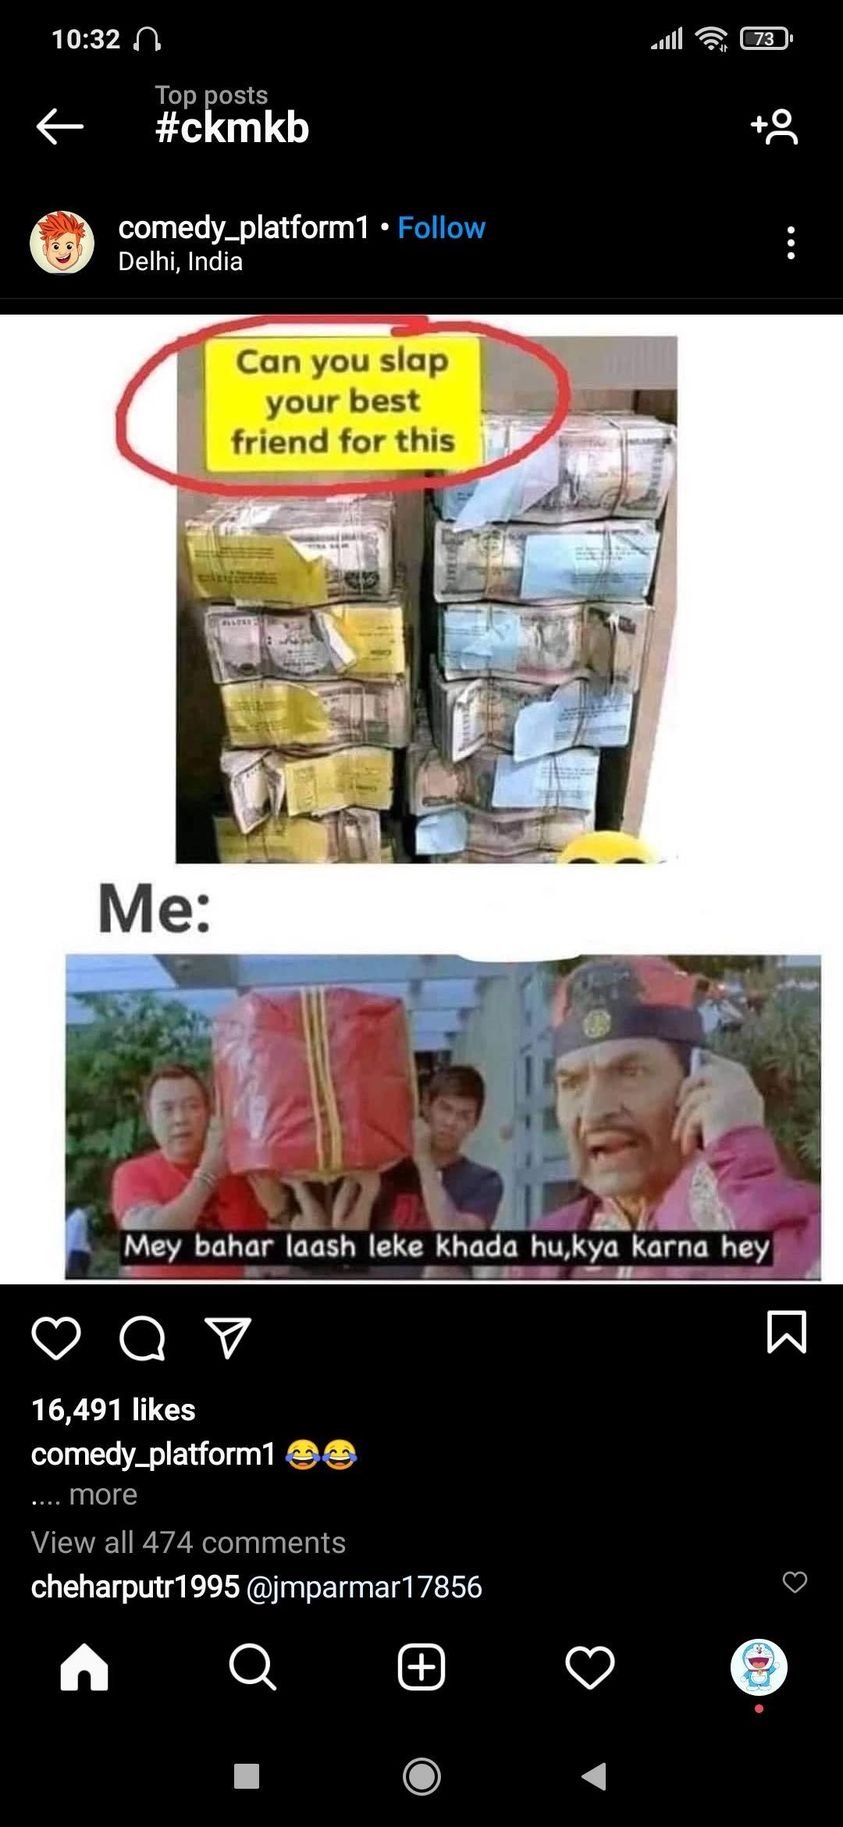 10:32
73
Top posts
#ckmkb
comedy_platform1 • Follow
Delhi, India
Can you slap
your best
friend for this
Me:
Mey bahar laash leke khada hu,kya karna hey
16,491 likes
comedy_platform1 😂😂
.... more
View all 474 comments
cheharputr1995 @jmparmar17856